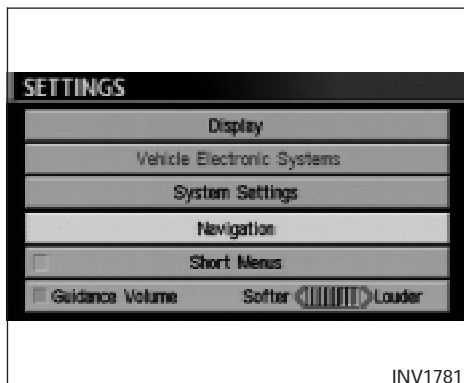 SETTINGS
Display
Vehicle Electronic Systems
System Settings
Navigation
Short Menus
Guidance Volume Softer Louder
INV1781